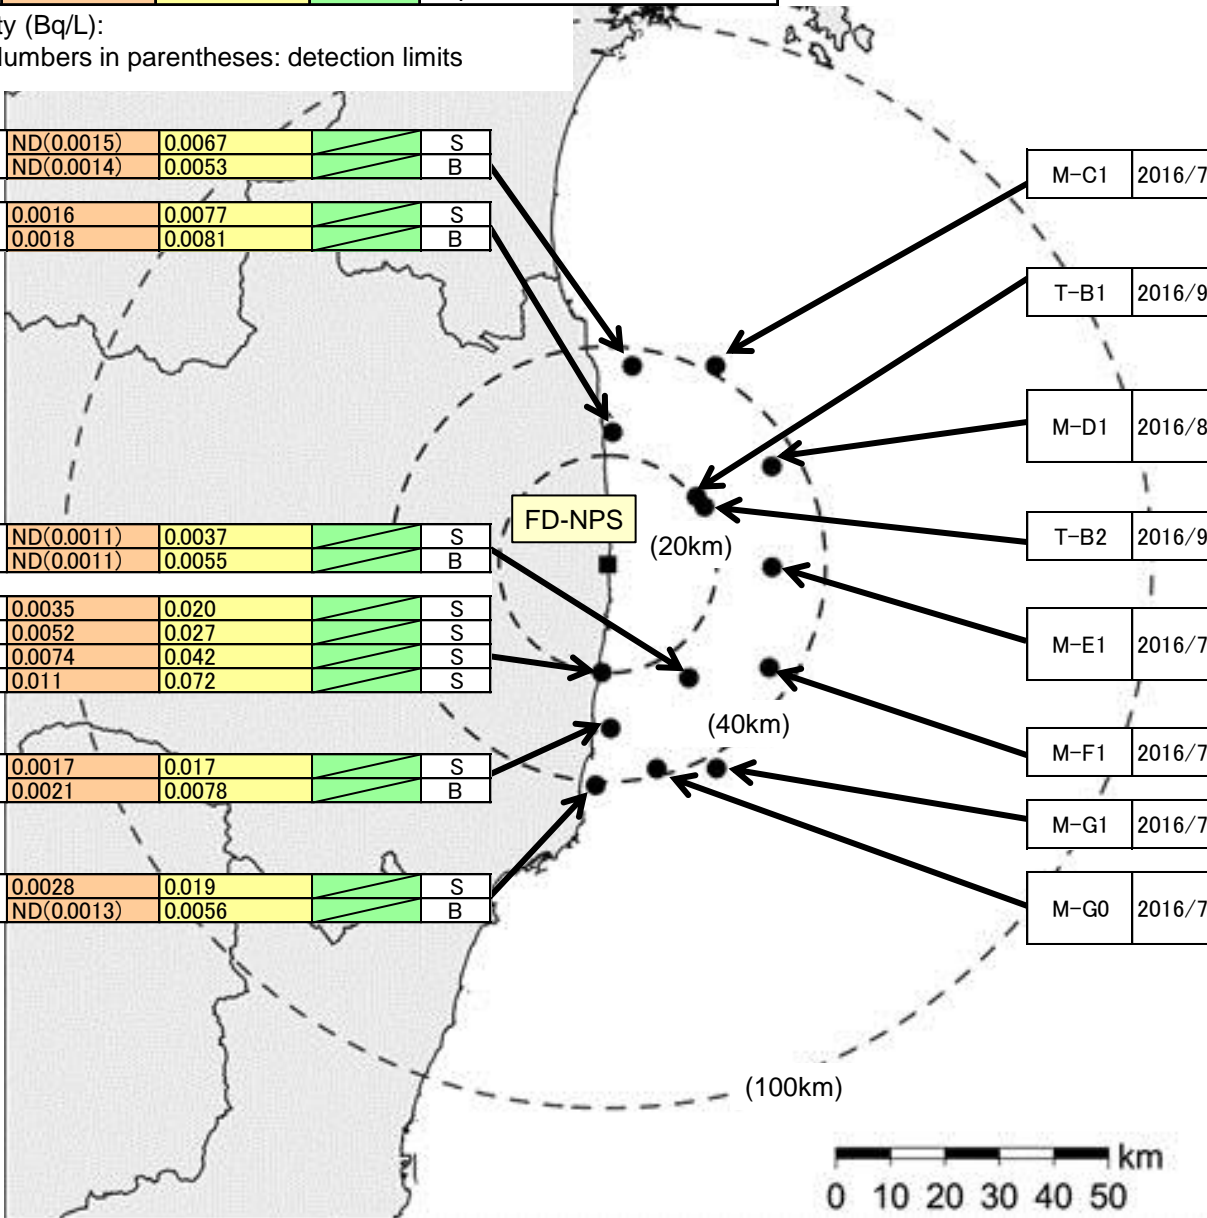 ty (Bq/L):
Numbers in parentheses: detection limits
ND(0.0015) 0.0067 S
ND(0.0014) 0.0053 B
0.0016 0.0077 S
0.0018 0.0081 B
ND(0.0011) 0.0037 S
ND(0.0011) 0.0055 B
0.0035 0.020 S
0.0052 0.027 S
0.0074 0.042 S
0.011 0.072 S
0.0017 0.017 S
0.0021 0.0078 B
0.0028 0.019 S
ND(0.0013) 0.0056 B
FD-NPS
(20km)
(40km)
(100km)
M-C1 2016/7
T-B1 2016/9
M-D1 2016/8
T-B2 2016/9
M-E1 2016/7
M-F1 2016/7
M-G1 2016/7
M-G0 2016/7
km
0 10 20 30 40 50